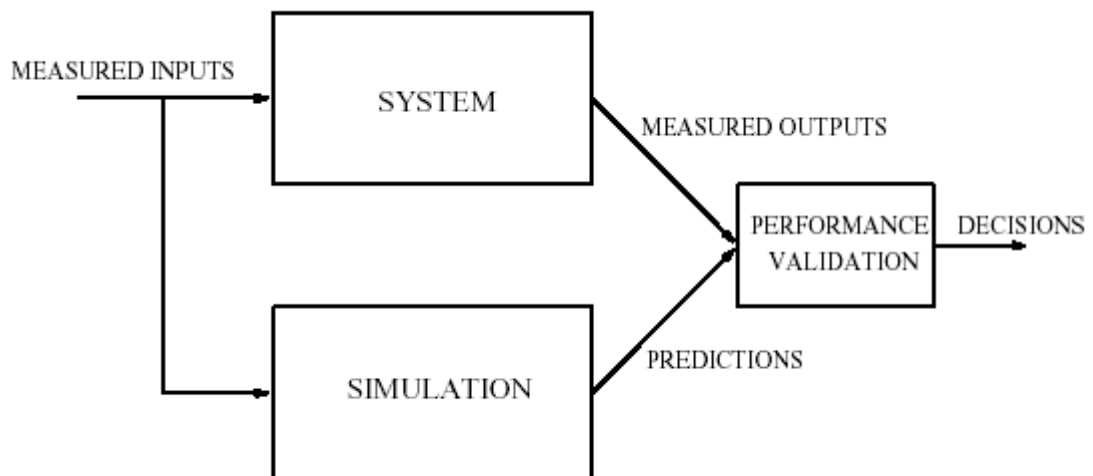 MEASURED INPUTS
SYSTEM
MEASURED OUTPUTS
PERFORMANCE
VALIDATION
DECISIONS
PREDICTIONS
SIMULATION